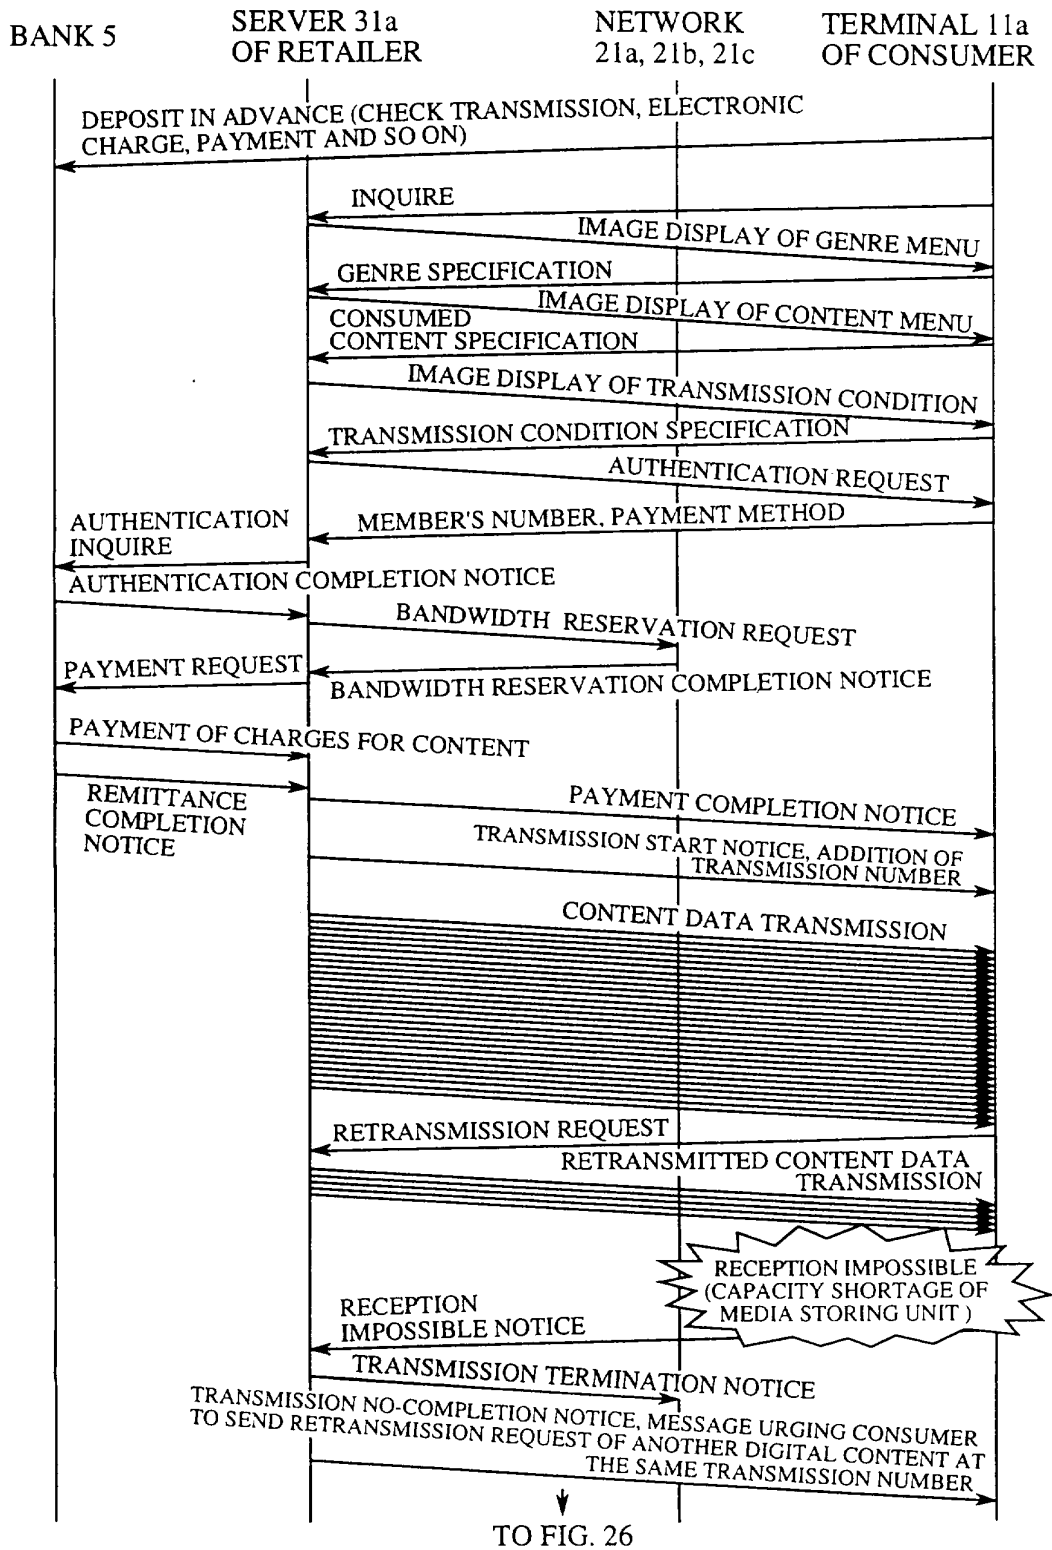 BANK 5
SERVER 31a
OF RETAILER
NETWORK
21a, 21b, 21c
TERMINAL 11a
OF CONSUMER
DEPOSIT IN ADVANCE (CHECK TRANSMISSION, ELECTRONIC
CHARGE, PAYMENT AND SO ON)
INQUIRE
IMAGE DISPLAY OF GENRE MENU
GENRE SPECIFICATION
IMAGE DISPLAY OF CONTENT MENU
CONSUMED
CONTENT SPECIFICATION
IMAGE DISPLAY OF TRANSMISSION CONDITION
TRANSMISSION CONDITION SPECIFICATION
AUTHENTICATION REQUEST
MEMBER'S NUMBER, PAYMENT METHOD
AUTHENTICATION
INQUIRE
AUTHENTICATION COMPLETION NOTICE
BANDWIDTH RESERVATION REQUEST
PAYMENT REQUEST
BANDWIDTH RESERVATION COMPLETION NOTICE
PAYMENT OF CHARGES FOR CONTENT
REMITTANCE
COMPLETION
NOTICE
PAYMENT COMPLETION NOTICE
TRANSMISSION START NOTICE, ADDITION OF
TRANSMISSION NUMBER
CONTENT DATA TRANSMISSION
RETRANSMISSION REQUEST
RETRANSMITTED CONTENT DATA
TRANSMISSION
RECEPTION IMPOSSIBLE
(CAPACITY SHORTAGE OF
MEDIA STORING UNIT )
RECEPTION
IMPOSSIBLE NOTICE
TRANSMISSION TERMINATION NOTICE
TRANSMISSION NO-COMPLETION NOTICE, MESSAGE URGING CONSUMER
TO SEND RETRANSMISSION REQUEST OF ANOTHER DIGITAL CONTENT AT
THE SAME TRANSMISSION NUMBER
TO FIG. 26